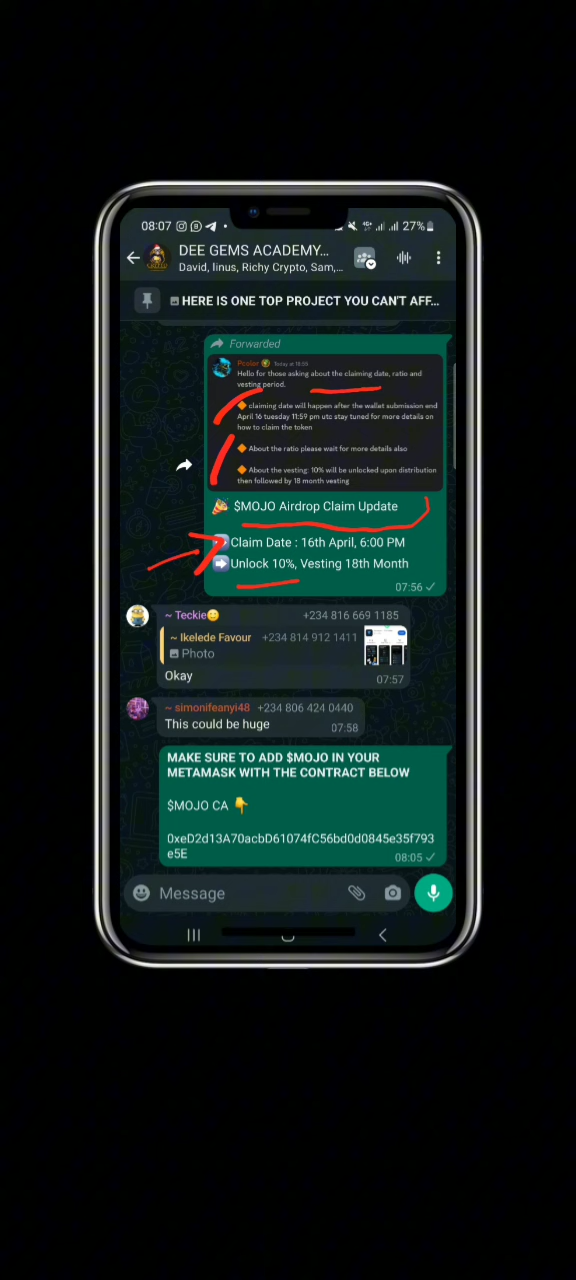 08:07
27%
DEE GEMS ACADEMY...
David, linus, Richy Crypto, Sam,...
HERE IS ONE TOP PROJECT YOU CAN'T AFF...
Forwarded
Today at 18:59
Hello for those asking about the claiming date, ratio and
vesting period.
claiming date will happen after the wallet submission end
April 16 tuesday 11:59 pm utc stay tuned for more details on
how to claim the token
About the ratio please wait for more details also
About the vesting: 10% will be unlocked upon distribution
then followed by 18 month vesting
🎉 $MOJO Airdrop Claim Update
➡️Claim Date : 16th April, 6:00 PM
➡️Unlock 10%, Vesting 18th Month
07:56
~ Teckie😊 +234 816 669 1185
~ Ikelede Favour +234 814 912 1411
Photo
Okay
07:57
~ simonifeanyi48 +234 806 424 0440
This could be huge
07:58
MAKE SURE TO ADD $MOJO IN YOUR
METAMASK WITH THE CONTRACT BELOW
$MOJO CA 👇
0xeD2d13A70acbD61074fC56bd0d0845e35f793
e5E
08:05
Message